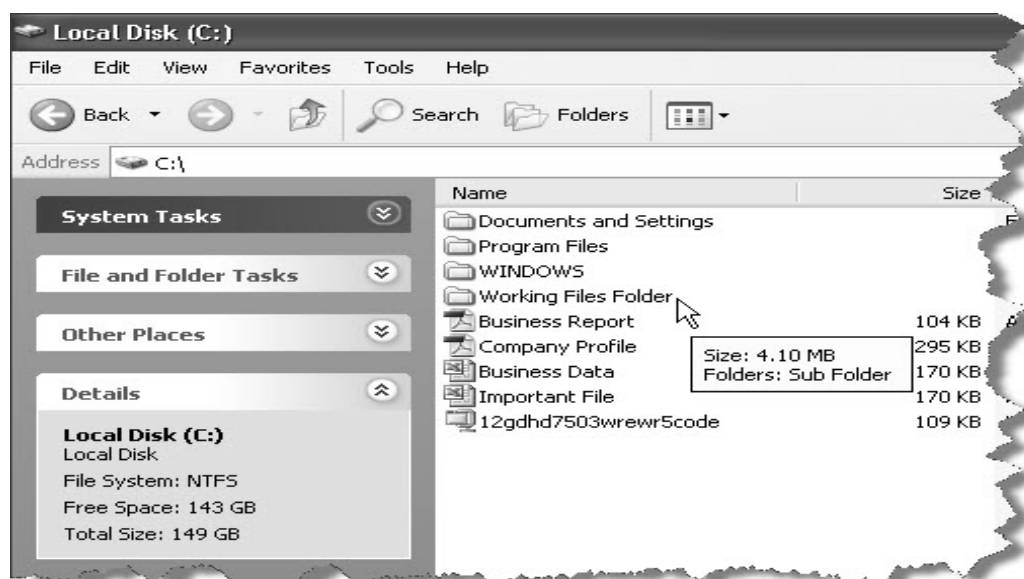 Local Disk (C:)
File Edit View Favorites Tools Help
Back Search Folders
Address C:\
Name Size
System Tasks
File and Folder Tasks
Other Places
Details
Local Disk (C:)
Local Disk
File System: NTFS
Free Space: 143 GB
Total Size: 149 GB
Documents and Settings
Program Files
WINDOWS
Working Files Folder
Business Report 104 KB
Company Profile 295 KB
Business Data 170 KB
Important File 170 KB
12gdhd7503wrewr5code 109 KB
Size: 4.10 MB
Folders: Sub Folder